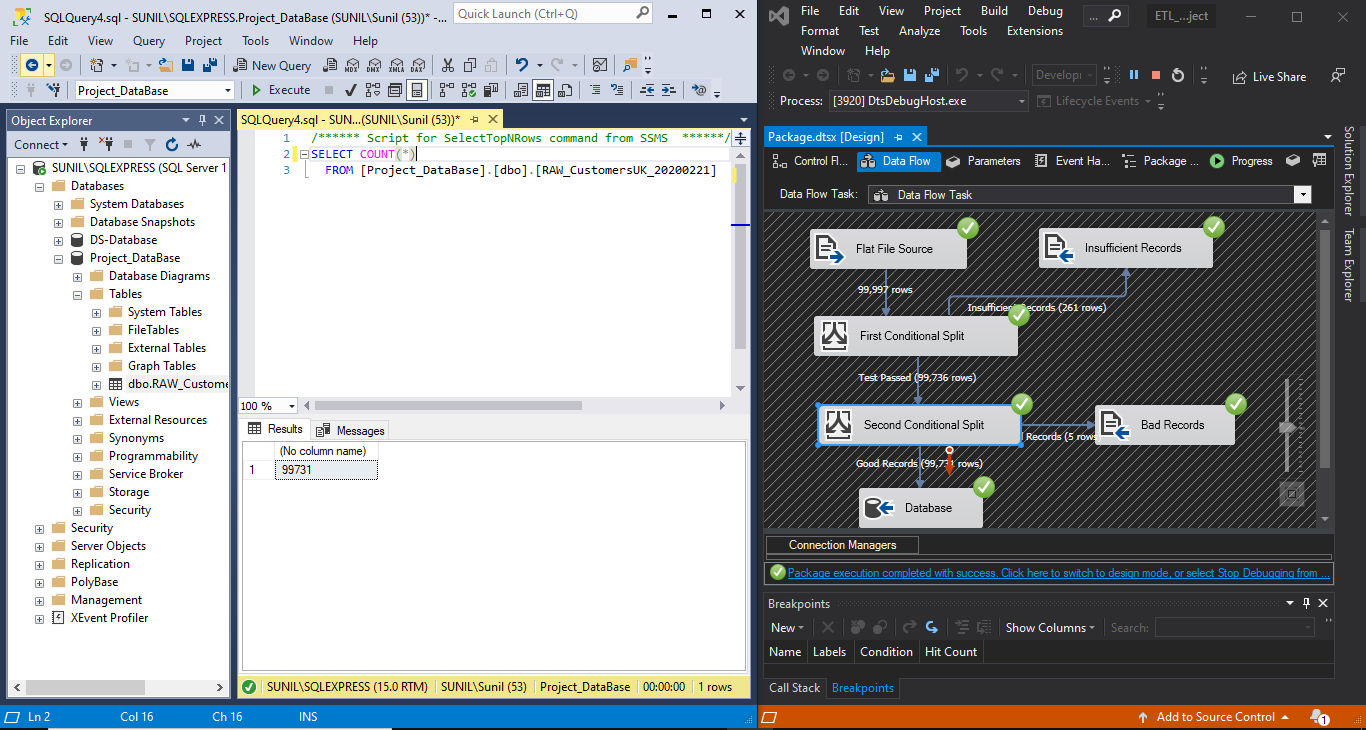 SQLQuery4.sql - SUNIL\SQLEXPRESS.Project_DataBase (SUNIL\Sunil (53))* -...
Quick Launch (Ctrl+Q)
File Edit View Query Project Tools Window Help
New Query
MDX DMX XMLA DAX
Project_DataBase
Execute
Object Explorer
Connect
SUNIL\SQLEXPRESS (SQL Server 1
Databases
System Databases
Database Snapshots
DS-Database
Project_DataBase
Database Diagrams
Tables
System Tables
FileTables
External Tables
Graph Tables
dbo.RAW_Custome
Views
External Resources
Synonyms
Programmability
Service Broker
Storage
Security
Security
Server Objects
Replication
PolyBase
Management
XEvent Profiler
SQLQuery4.sql - SUN...(SUNIL\Sunil (53))*
1 /****** Script for SelectTopNRows command from SSMS ******/
2 SELECT COUNT(*)
3 FROM [Project_DataBase].[dbo].[RAW_CustomersUK_20200221]
100 %
Results Messages
(No column name)
1 99731
SUNIL\SQLEXPRESS (15.0 RTM) SUNIL\Sunil (53) Project_DataBase 00:00:00 1 rows
Ln 2 Col 16 Ch 16 INS
File Edit View Project Build Debug
Format Test Analyze Tools Extensions
Window Help
...
ETL_...ject
Develop
Live Share
Process: [3920] DtsDebugHost.exe
Lifecycle Events
Package.dtsx [Design]
Control Fl... Data Flow Parameters Event Ha... Package ... Progress
Data Flow Task: Data Flow Task
Flat File Source
Insufficient Records
99,997 rows
Insufficient Records (261 rows)
First Conditional Split
Test Passed (99,736 rows)
Second Conditional Split
Records (5 rows
Bad Records
Good Records (99,731 rows)
Database
Connection Managers
Package execution completed with success. Click here to switch to design mode, or select Stop Debugging from ...
Breakpoints
New
Show Columns
Search:
Name Labels Condition Hit Count
Call Stack Breakpoints
Add to Source Control
1
Solution Explorer
Team Explorer